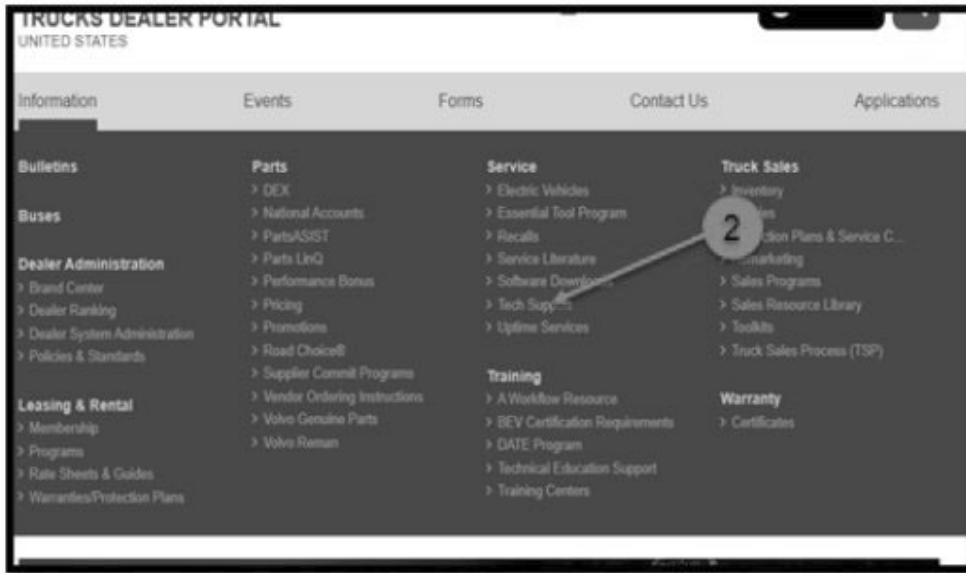 TRUCKS DEALER PORTAL
UNITED STATES
Information
Events
Forms
Contact Us
Applications
Bulletins
Buses
Dealer Administration
> Brand Center
> Dealer Ranking
> Dealer System Administration
> Policies & Standards
Leasing & Rental
> Membership
> Programs
> Rate Sheets & Guides
> Warranties/Protection Plans
Parts
> DEX
> National Accounts
> PartsASIST
> Parts LinQ
> Performance Bonus
> Pricing
> Promotions
> Road Choice®
> Supplier Commit Programs
> Vendor Ordering Instructions
> Volvo Genuine Parts
> Volvo Reman
Service
> Electric Vehicles
> Essential Tool Program
> Recalls
> Service Literature
> Software
> Tech
> Uptime Services
Training
> A Workflow Resource
> BEV Certification Requirements
> DATE Program
> Technical Education Support
> Training Centers
Truck Sales
> Inventory
2
Plans & Service C...
> Sales Programs
> Sales Resource Library
> Toolkits
> Truck Sales Process (TSP)
Warranty
> Certificates